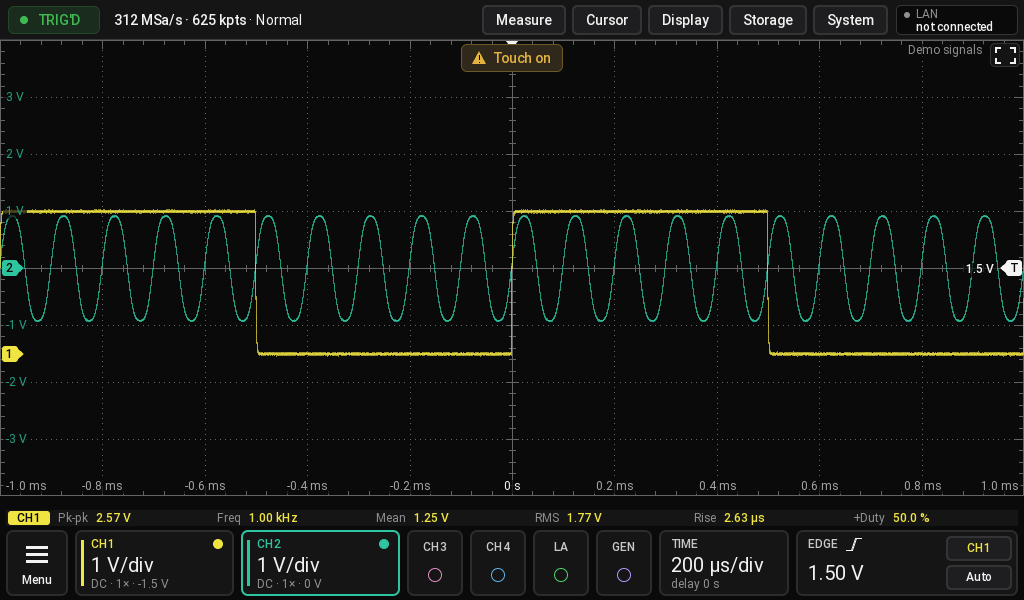 TRIG'D
312 MSa/s · 625 kpts · Normal
Measure
Cursor
Display
Storage
System
LAN
not connected
Touch on
Demo signals
3 V
2 V
1 V
2
1.5 V
T
-1 V
1
-2 V
-3 V
-1.0 ms
-0.8 ms
-0.6 ms
-0.4 ms
-0.2 ms
0 s
0.2 ms
0.4 ms
0.6 ms
0.8 ms
1.0 ms
CH1
Pk-pk 2.57 V
Freq 1.00 kHz
Mean 1.25 V
RMS 1.77 V
Rise 2.63 µs
+Duty 50.0 %
Menu
CH1
1 V/div
DC · 1× · -1.5 V
CH2
1 V/div
DC · 1× · 0 V
CH3
CH4
LA
GEN
TIME
200 µs/div
delay 0 s
EDGE
1.50 V
CH1
Auto